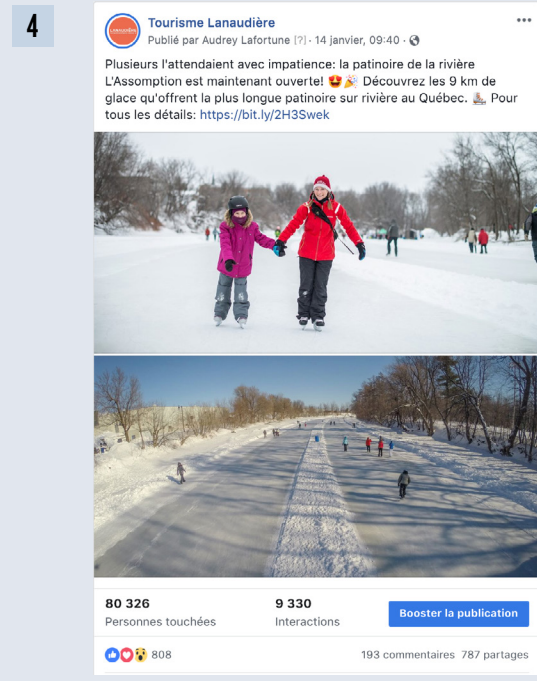 4
LANAUDIÈRE
Tourisme Lanaudière
Publié par Audrey Lafortune [?] · 14 janvier, 09:40 ·
Plusieurs l'attendaient avec impatience: la patinoire de la rivière
L'Assomption est maintenant ouverte! 😍🎉 Découvrez les 9 km de
glace qu'offrent la plus longue patinoire sur rivière au Québec. ⛸️ Pour
tous les détails: https://bit.ly/2H3Swek
80 326
Personnes touchées
9 330
Interactions
Booster la publication
808
193 commentaires 787 partages